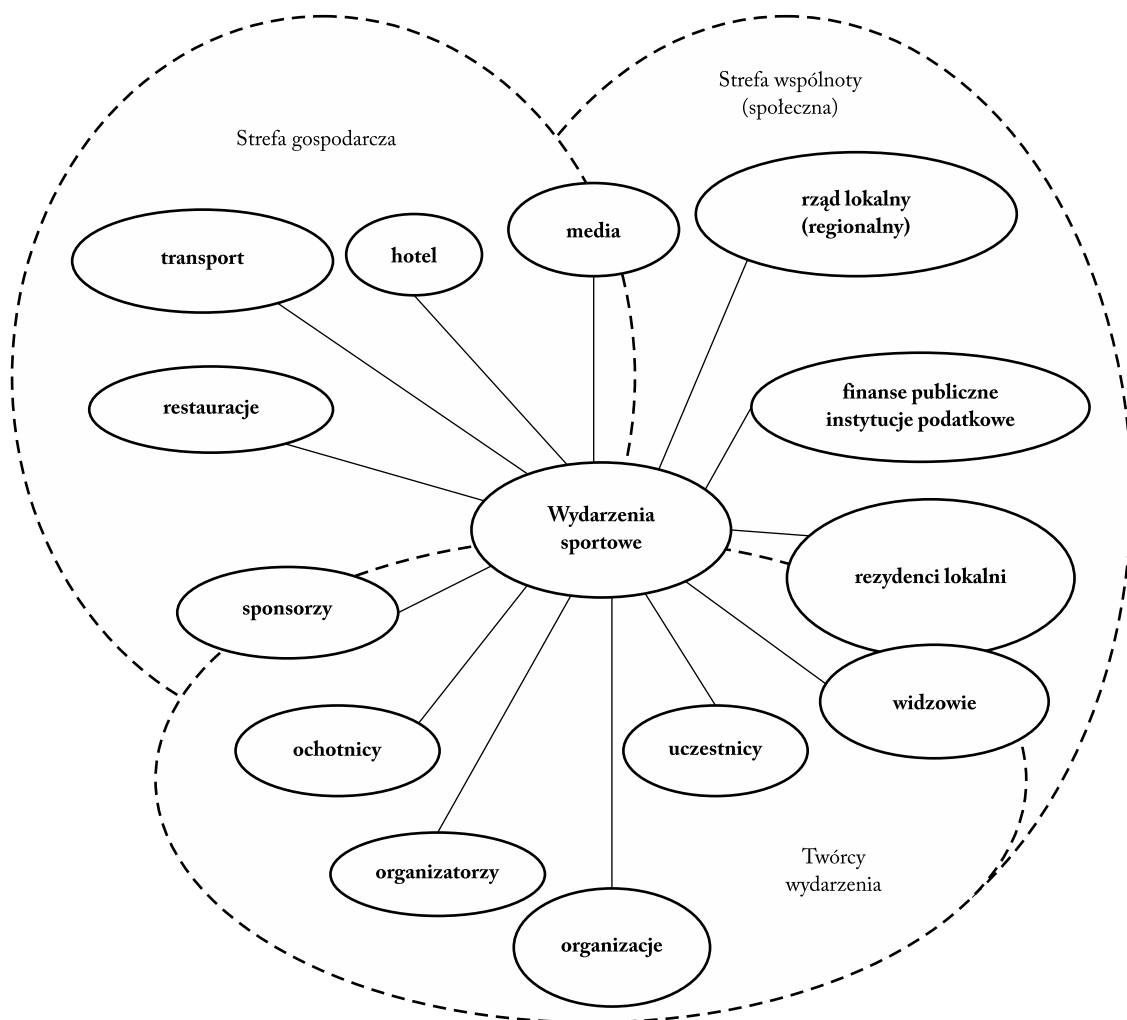 Strefa wspólnoty
(społeczna)
Strefa gospodarcza
rząd lokalny
(regionalny)
media
hotel
transport
finanse publiczne
instytucje podatkowe
restauracje
Wydarzenia
sportowe
rezydenci lokalni
sponsorzy
widzowie
ochotnicy
uczestnicy
Twórcy
wydarzenia
organizatorzy
organizacje